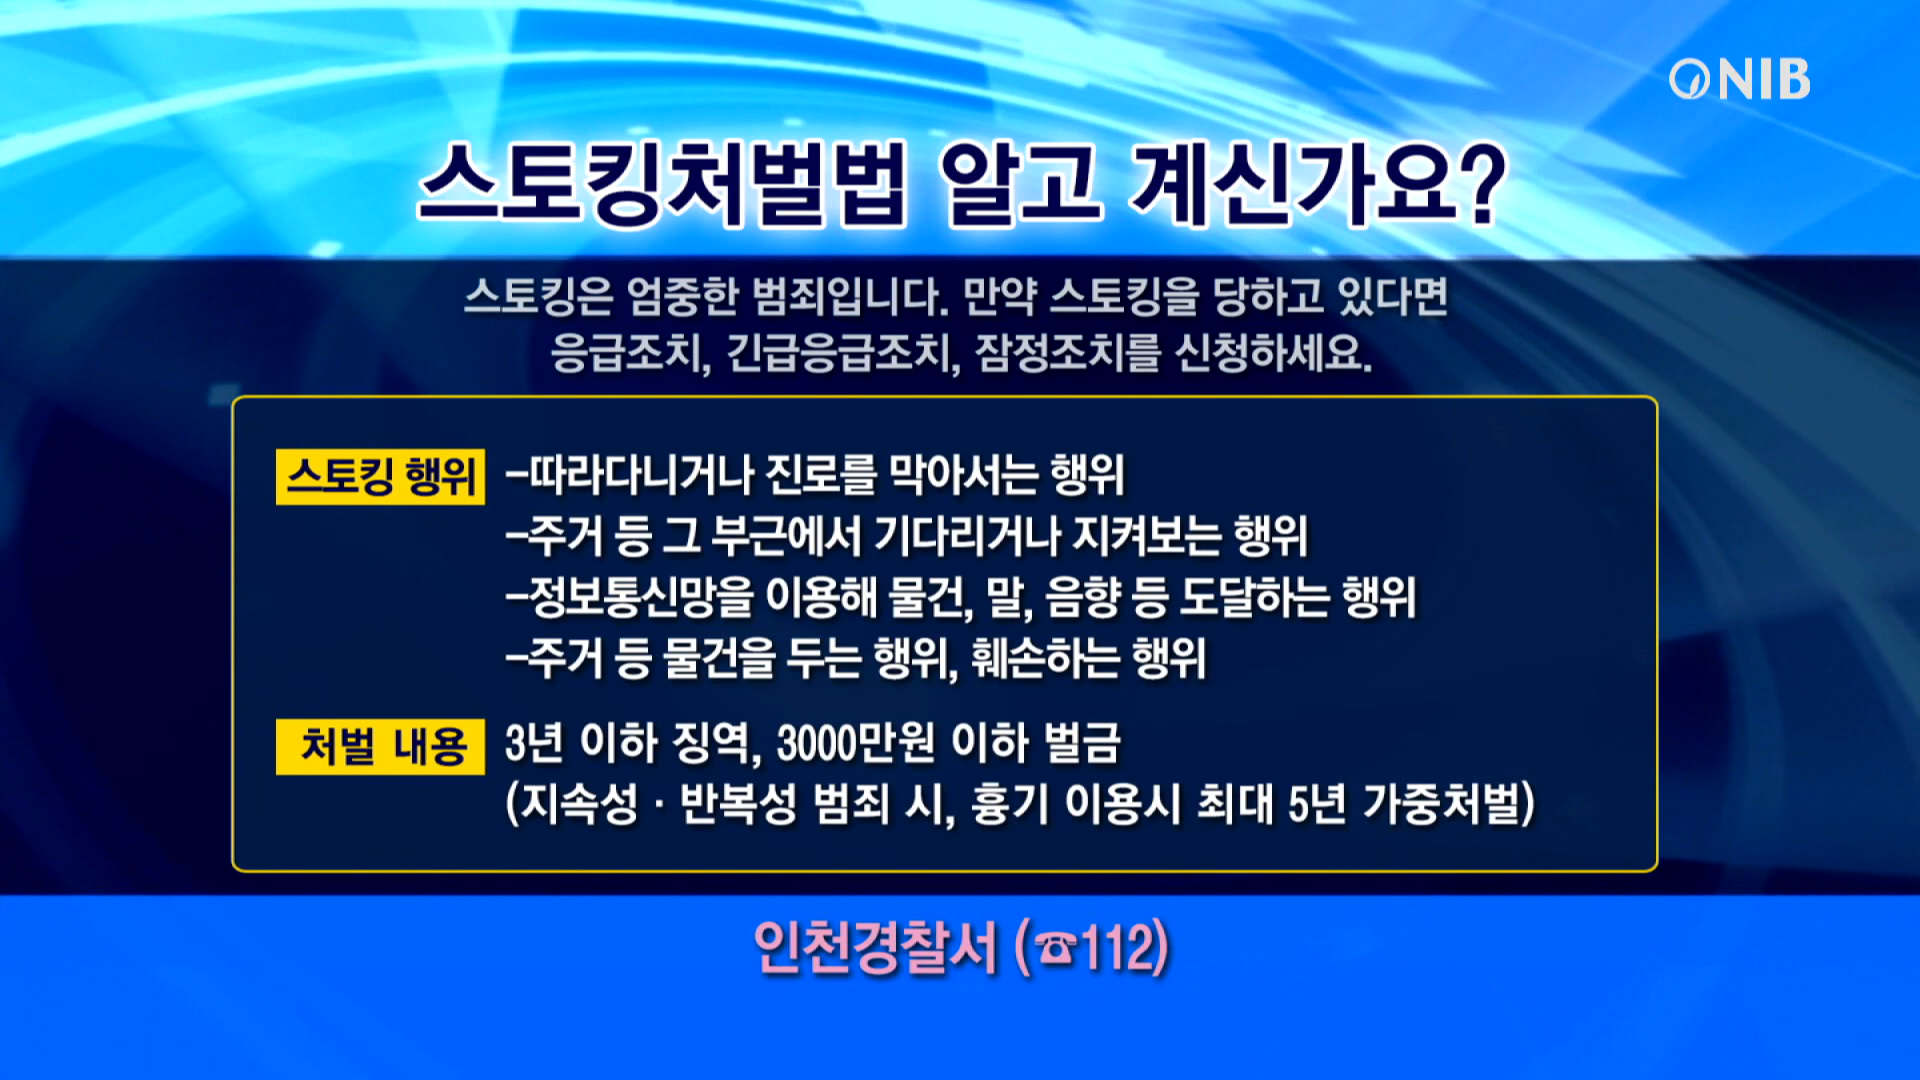 NIB
스토킹처벌법 알고 계신가요?
스토킹은 엄중한 범죄입니다. 만약 스토킹을 당하고 있다면
응급조치, 긴급응급조치, 잠정조치를 신청하세요.
스토킹 행위 -따라다니거나 진로를 막아서는 행위
-주거 등 그 부근에서 기다리거나 지켜보는 행위
-정보통신망을 이용해 물건, 말, 음향 등 도달하는 행위
-주거 등 물건을 두는 행위, 훼손하는 행위
처벌 내용 3년 이하 징역, 3000만원 이하 벌금
(지속성 · 반복성 범죄 시, 흉기 이용시 최대 5년 가중처벌)
인천경찰서 (☎112)